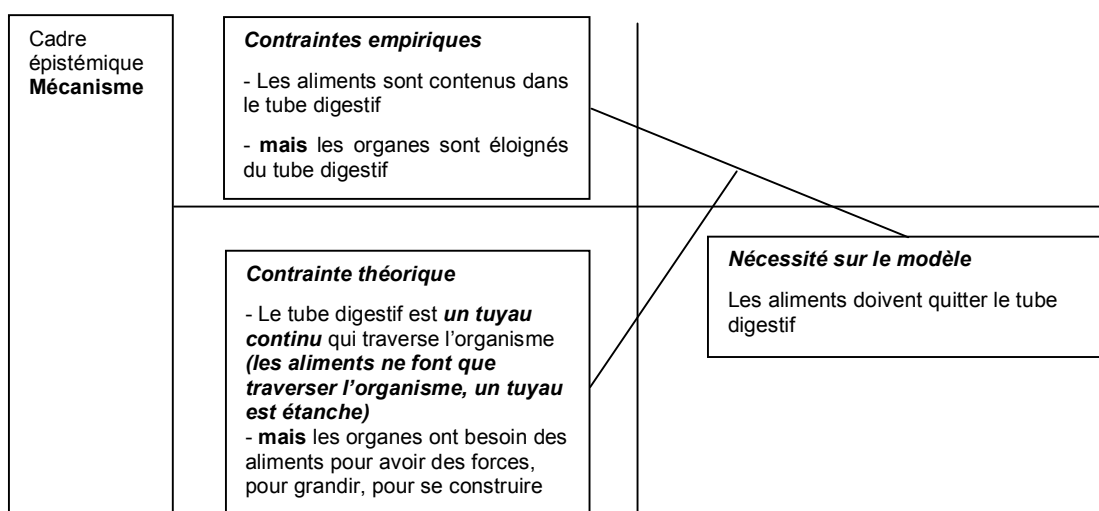 Cadre
épistémique
Mécanisme
Contraintes empiriques
- Les aliments sont contenus dans
le tube digestif
- mais les organes sont éloignés
du tube digestif
Contrainte théorique
- Le tube digestif est un tuyau
continu qui traverse l’organisme
(les aliments ne font que
traverser l’organisme, un tuyau
est étanche)
- mais les organes ont besoin des
aliments pour avoir des forces,
pour grandir, pour se construire
Nécessité sur le modèle
Les aliments doivent quitter le tube
digestif